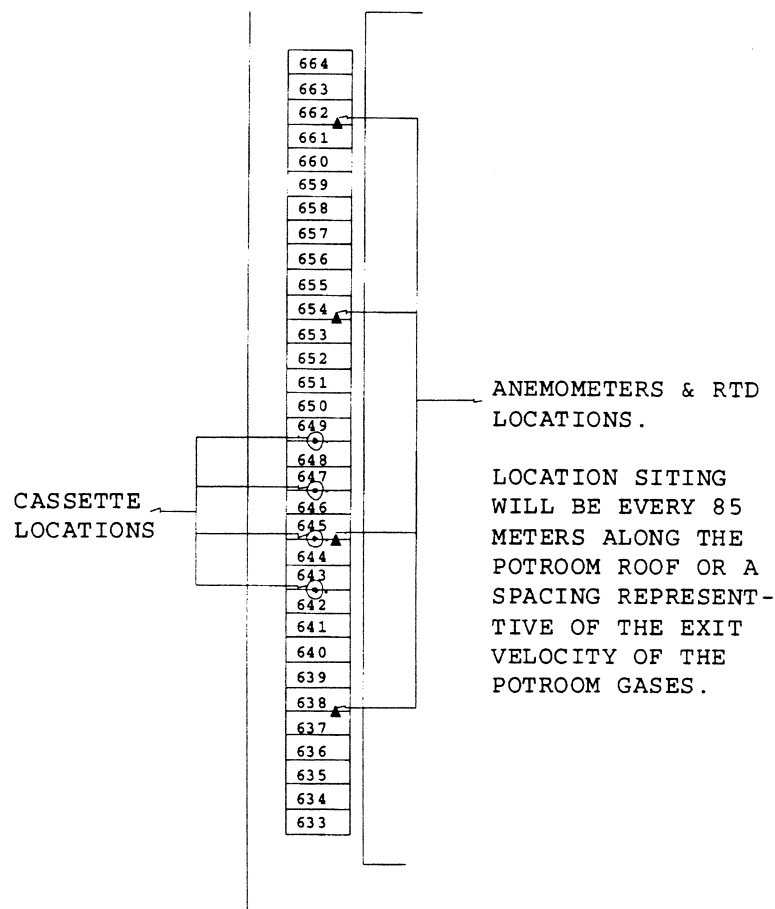 664
663
662
661
660
659
658
657
656
655
654
653
652
651
650
649
648
647
646
645
644
643
642
641
640
639
638
637
636
635
634
633
CASSETTE
LOCATIONS
ANEMOMETERS & RTD
LOCATIONS.
LOCATION SITING
WILL BE EVERY 85
METERS ALONG THE
POTROOM ROOF OR A
SPACING REPRESENT-
TIVE OF THE EXIT
VELOCITY OF THE
POTROOM GASES.